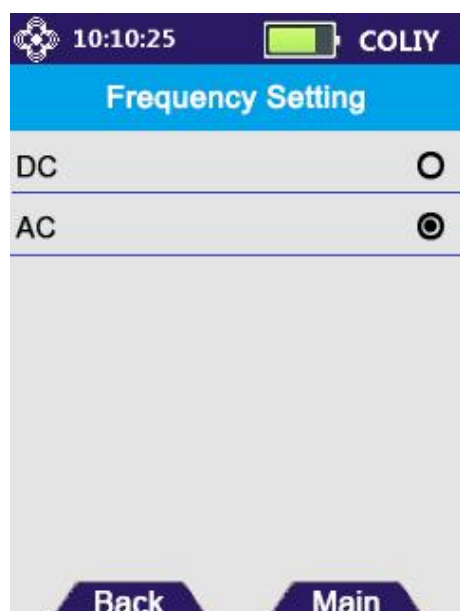 10:10:25 COLIY
Frequency Setting
DC
AC
Back Main